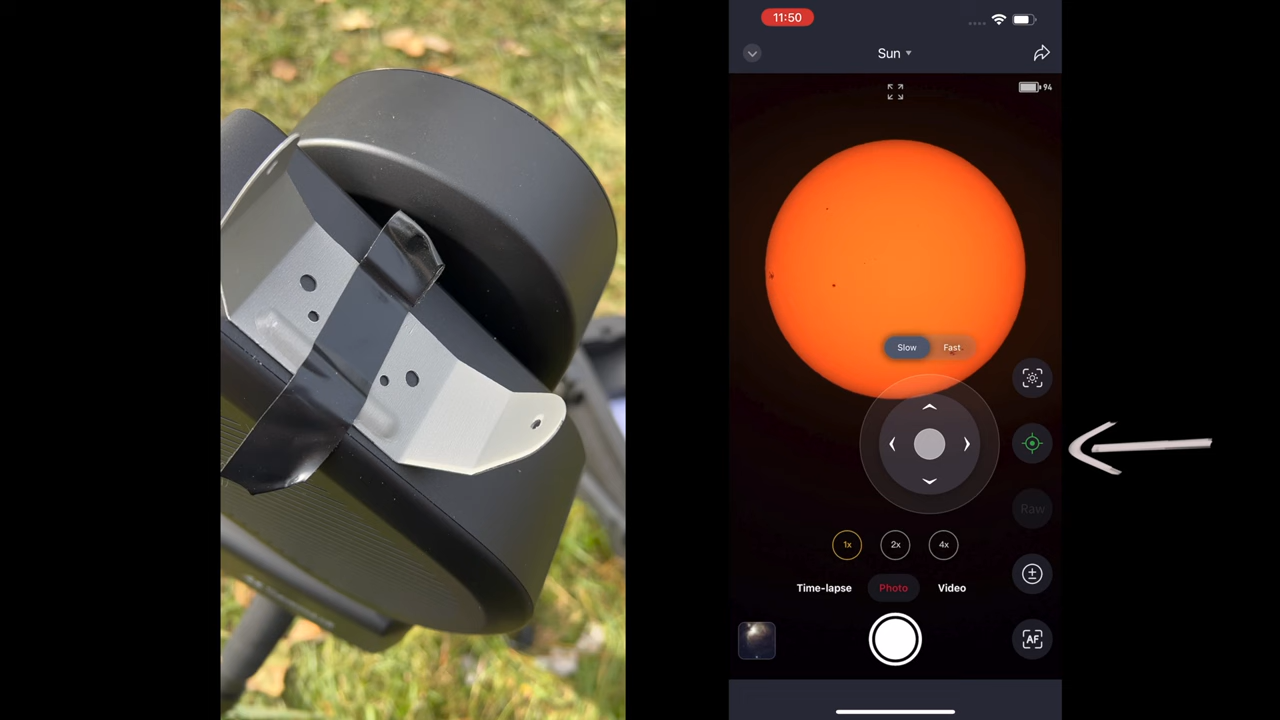 11:50
Sun
94
Slow Fast
Raw
1x 2x 4x
Time-lapse Photo Video
AF